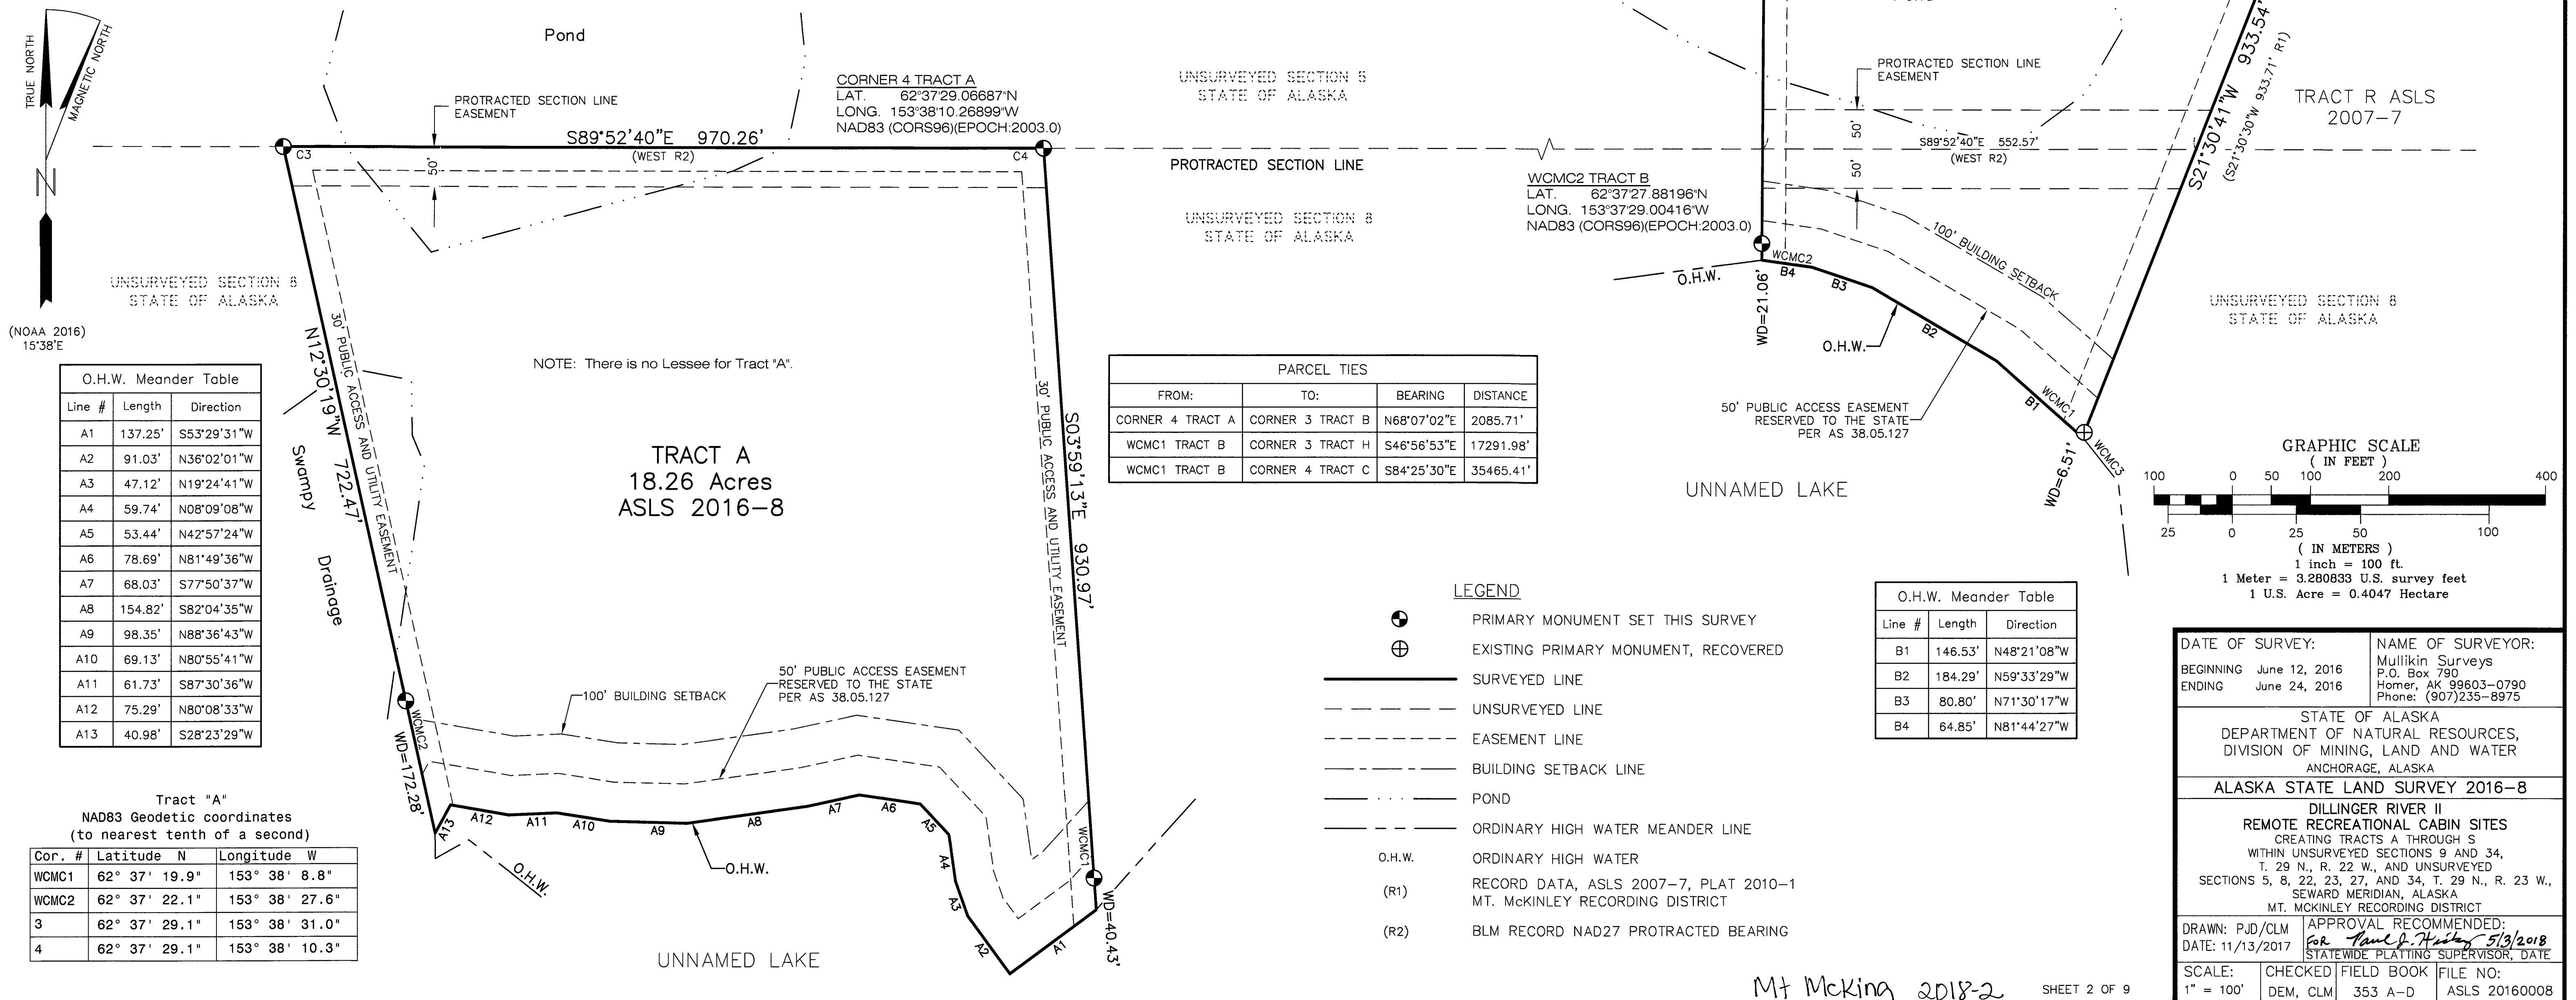 TRUE NORTH
MAGNETIC NORTH
N
(NOAA 2016)
15°38'E
Pond
PROTRACTED SECTION LINE
EASEMENT
CORNER 4 TRACT A
LAT. 62°37'29.06687"N
LONG. 153°38'10.26899"W
NAD83 (CORS96)(EPOCH:2003.0)
S89°52'40"E 970.26'
(WEST R2)
C3
C4
50'
UNSURVEYED SECTION 5
STATE OF ALASKA
PROTRACTED SECTION LINE
UNSURVEYED SECTION 8
STATE OF ALASKA
UNSURVEYED SECTION 8
STATE OF ALASKA
N12°30'19"W 722.47'
30' PUBLIC ACCESS AND UTILITY EASEMENT
Swampy
Drainage
NOTE: There is no Lessee for Tract "A".
TRACT A
18.26 Acres
ASLS 2016-8
30' PUBLIC ACCESS AND UTILITY EASEMENT
S03°59'13"E 930.97'
O.H.W. Meander Table
Line # Length Direction
A1 137.25' S53°29'31"W
A2 91.03' N36°02'01"W
A3 47.12' N19°24'41"W
A4 59.74' N08°09'08"W
A5 53.44' N42°57'24"W
A6 78.69' N81°49'36"W
A7 68.03' S77°50'37"W
A8 154.82' S82°04'35"W
A9 98.35' N88°36'43"W
A10 69.13' N80°55'41"W
A11 61.73' S87°30'36"W
A12 75.29' N80°08'33"W
A13 40.98' S28°23'29"W
100' BUILDING SETBACK
50' PUBLIC ACCESS EASEMENT
RESERVED TO THE STATE
PER AS 38.05.127
WCMC2
WD=172.28'
A13
A12
A11
A10
A9
A8
A7
A6
A5
A4
A3
A2
A1
WCMC1
WD=40.43'
O.H.W.
O.H.W.
UNNAMED LAKE
Tract "A"
NAD83 Geodetic coordinates
(to nearest tenth of a second)
Cor. # Latitude N Longitude W
WCMC1 62° 37' 19.9" 153° 38' 8.8"
WCMC2 62° 37' 22.1" 153° 38' 27.6"
3 62° 37' 29.1" 153° 38' 31.0"
4 62° 37' 29.1" 153° 38' 10.3"
PARCEL TIES
FROM: TO: BEARING DISTANCE
CORNER 4 TRACT A CORNER 3 TRACT B N68°07'02"E 2085.71'
WCMC1 TRACT B CORNER 3 TRACT H S46°56'53"E 17291.98'
WCMC1 TRACT B CORNER 4 TRACT C S84°25'30"E 35465.41'
WCMC2 TRACT B
LAT. 62°37'27.88196"N
LONG. 153°37'29.00416"W
NAD83 (CORS96)(EPOCH:2003.0)
PROTRACTED SECTION LINE
EASEMENT
50'
50'
S89°52'40"E 552.57'
(WEST R2)
S21°30'41"W 933.54'
(S21°30'30"W 933.71' R1)
TRACT R ASLS
2007-7
UNSURVEYED SECTION 8
STATE OF ALASKA
100' BUILDING SETBACK
WCMC2
O.H.W.
B4
B3
B2
B1
WD=21.06'
O.H.W.
50' PUBLIC ACCESS EASEMENT
RESERVED TO THE STATE
PER AS 38.05.127
WCMC1
WCMC3
WD=6.51'
UNNAMED LAKE
GRAPHIC SCALE
( IN FEET )
100 0 50 100 200 400
25 0 25 50 100
( IN METERS )
1 inch = 100 ft.
1 Meter = 3.280833 U.S. survey feet
1 U.S. Acre = 0.4047 Hectare
LEGEND
PRIMARY MONUMENT SET THIS SURVEY
EXISTING PRIMARY MONUMENT, RECOVERED
SURVEYED LINE
UNSURVEYED LINE
EASEMENT LINE
BUILDING SETBACK LINE
POND
ORDINARY HIGH WATER MEANDER LINE
O.H.W. ORDINARY HIGH WATER
(R1) RECORD DATA, ASLS 2007-7, PLAT 2010-1
MT. McKINLEY RECORDING DISTRICT
(R2) BLM RECORD NAD27 PROTRACTED BEARING
O.H.W. Meander Table
Line # Length Direction
B1 146.53' N48°21'08"W
B2 184.29' N59°33'29"W
B3 80.80' N71°30'17"W
B4 64.85' N81°44'27"W
DATE OF SURVEY:
BEGINNING June 12, 2016
ENDING June 24, 2016
NAME OF SURVEYOR:
Mullikin Surveys
P.O. Box 790
Homer, AK 99603-0790
Phone: (907)235-8975
STATE OF ALASKA
DEPARTMENT OF NATURAL RESOURCES,
DIVISION OF MINING, LAND AND WATER
ANCHORAGE, ALASKA
ALASKA STATE LAND SURVEY 2016-8
DILLINGER RIVER II
REMOTE RECREATIONAL CABIN SITES
CREATING TRACTS A THROUGH S
WITHIN UNSURVEYED SECTIONS 9 AND 34,
T. 29 N., R. 22 W., AND UNSURVEYED
SECTIONS 5, 8, 22, 23, 27, AND 34, T. 29 N., R. 23 W.,
SEWARD MERIDIAN, ALASKA
MT. McKINLEY RECORDING DISTRICT
DRAWN: PJD/CLM
DATE: 11/13/2017
APPROVAL RECOMMENDED:
FOR 5/3/2018
STATEWIDE PLATTING SUPERVISOR, DATE
SCALE:
1" = 100'
CHECKED
DEM, CLM
FIELD BOOK
353 A-D
FILE NO:
ASLS 20160008
Mt McKing 2018-2
SHEET 2 OF 9